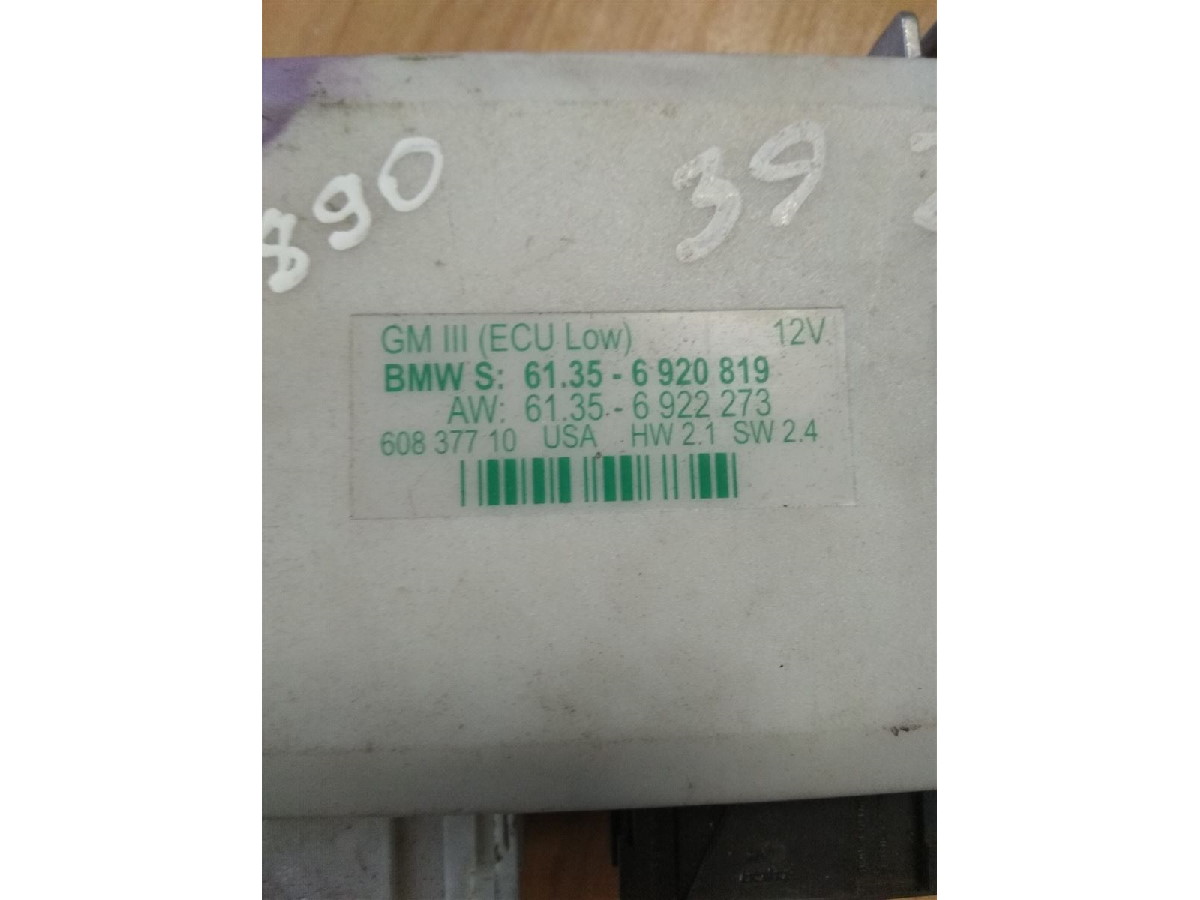 890
39
GM III (ECU Low) 12V
BMW S: 61.35 - 6 920 819
AW: 61.35 - 6 922 273
608 377 10 USA HW 2.1 SW 2.4